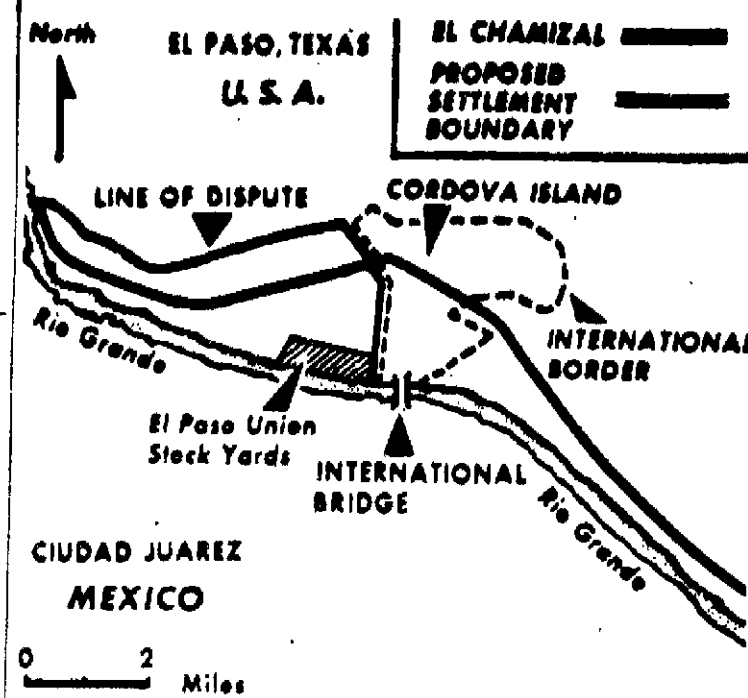 North
EL PASO, TEXAS
U. S. A.
EL CHAMIZAL
PROPOSED
SETTLEMENT
BOUNDARY
LINE OF DISPUTE
CORDOVA ISLAND
Rio Grande
INTERNATIONAL
BORDER
El Paso Union
Stock Yards
INTERNATIONAL
BRIDGE
Rio Grande
CIUDAD JUAREZ
MEXICO
0 2
Miles